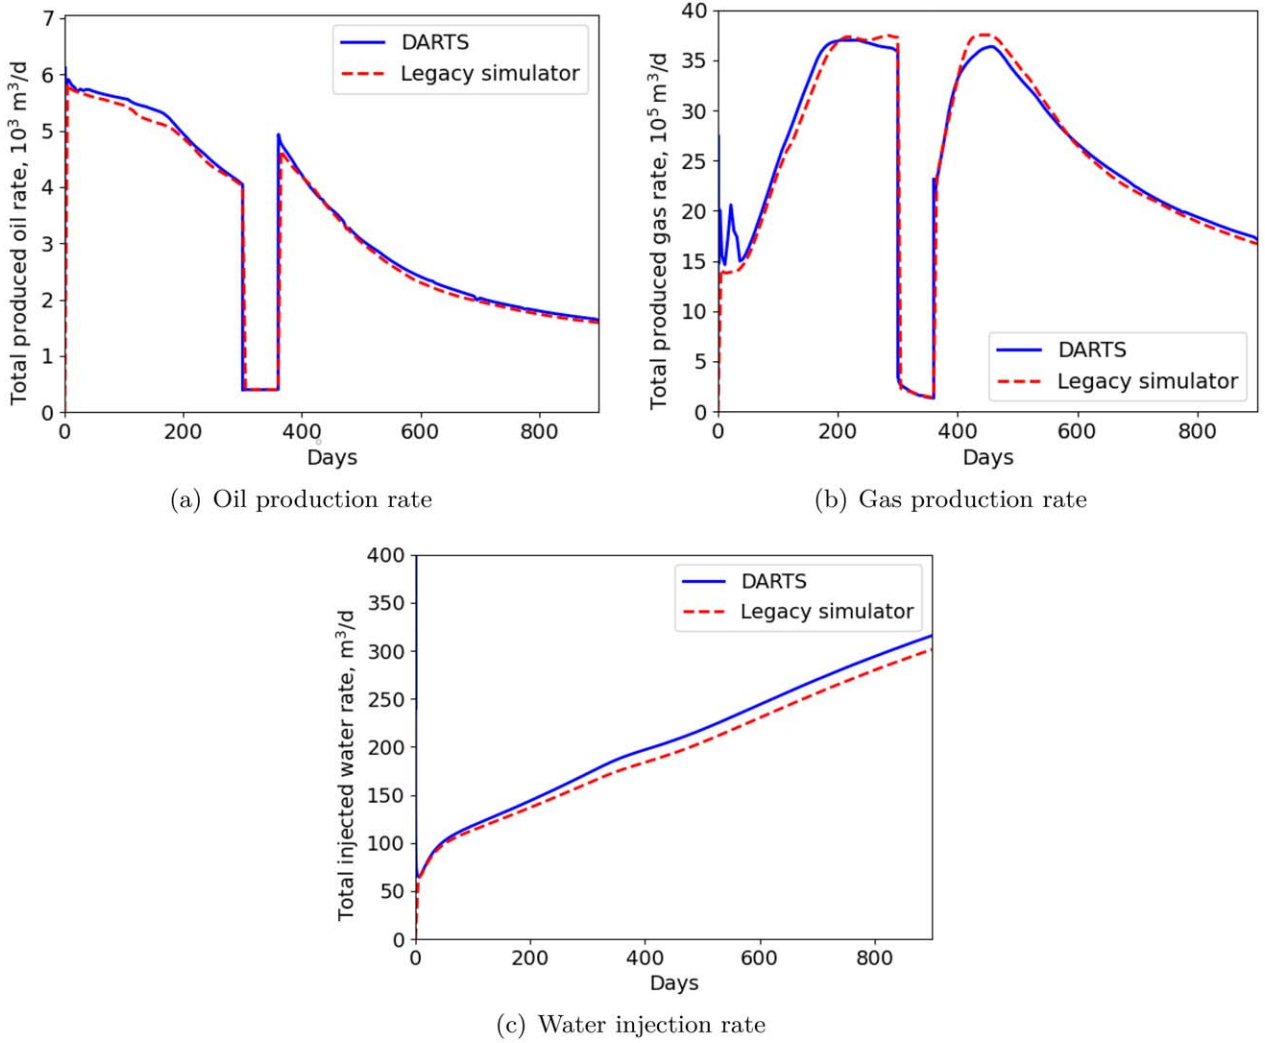 7
6
5
4
3
2
1
0
Total produced oil rate, 10³ m³/d
DARTS
Legacy simulator
0 200 400 600 800
Days
(a) Oil production rate
40
35
30
25
20
15
10
5
0
Total produced gas rate, 10⁵ m³/d
DARTS
Legacy simulator
0 200 400 600 800
Days
(b) Gas production rate
400
350
300
250
200
150
100
50
0
Total injected water rate, m³/d
DARTS
Legacy simulator
0 200 400 600 800
Days
(c) Water injection rate